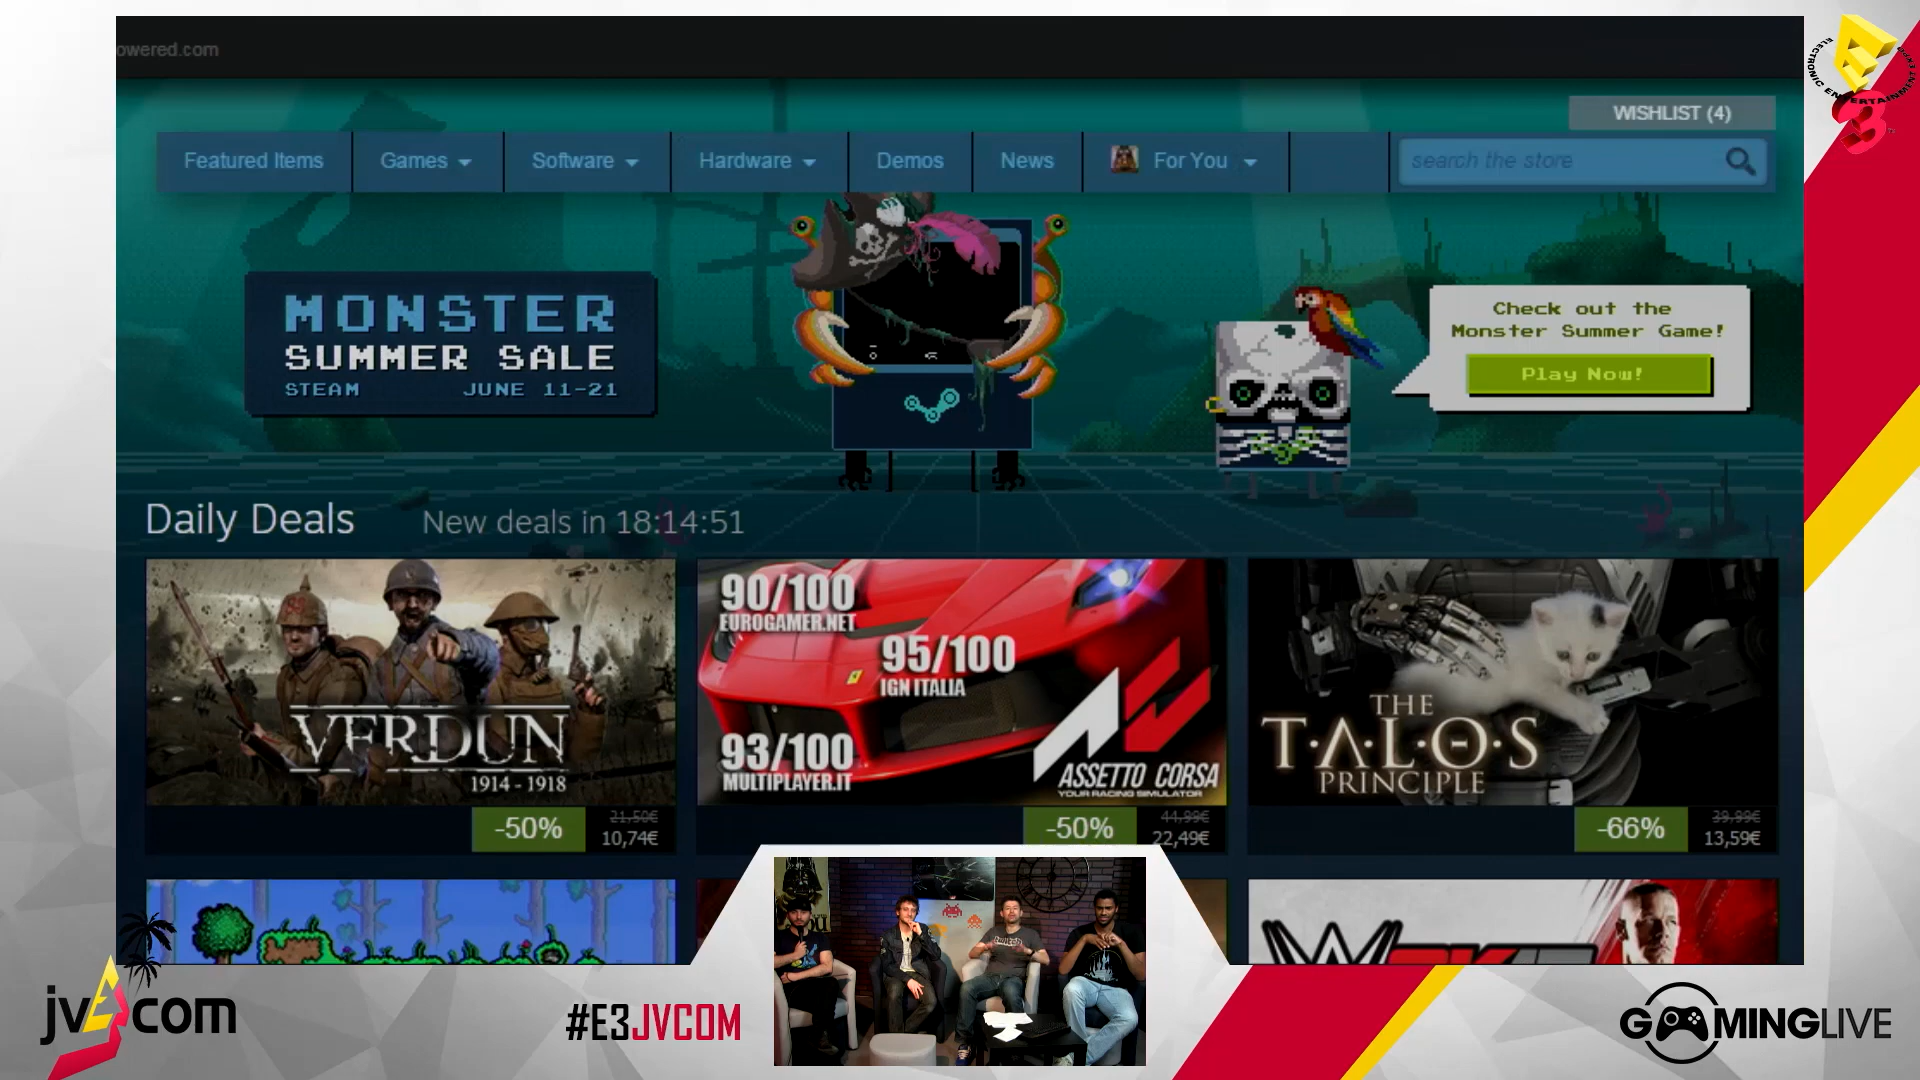 owered.com
WISHLIST (4)
Featured Items
Games
Software
Hardware
Demos
News
For You
search the store
MONSTER
SUMMER SALE
STEAM JUNE 11-21
Check out the
Monster Summer Game!
Play Now!
Daily Deals
New deals in 18:14:51
VERDUN
1914 - 1918
-50%
21,50€
10,74€
90/100
EUROGAMER.NET
95/100
IGN ITALIA
93/100
MULTIPLAYER.IT
ASSETTO CORSA
YOUR RACING SIMULATOR
-50%
44,99€
22,49€
THE
T·A·L·O·S
PRINCIPLE
-66%
39,99€
13,59€
jv.com
#E3JVCOM
GAMINGLIVE
E3